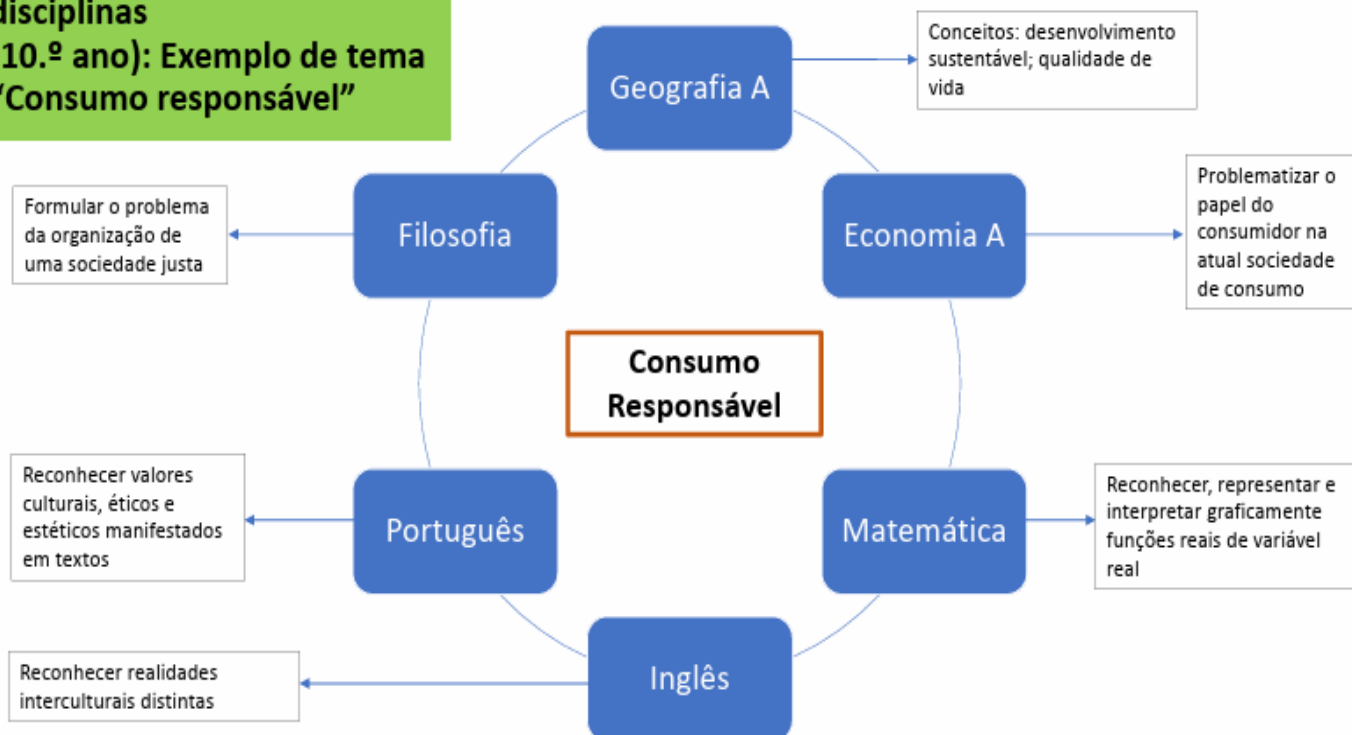 disciplinas
10.º ano): Exemplo de tema
“Consumo responsável”
Geografia A
Conceitos: desenvolvimento
sustentável; qualidade de
vida
Filosofia
Formular o problema
da organização de
uma sociedade justa
Economia A
Problematizar o
papel do
consumidor na
atual sociedade
de consumo
Consumo
Responsável
Português
Reconhecer valores
culturais, éticos e
estéticos manifestados
em textos
Matemática
Reconhecer, representar e
interpretar graficamente
funções reais de variável
real
Inglês
Reconhecer realidades
interculturais distintas